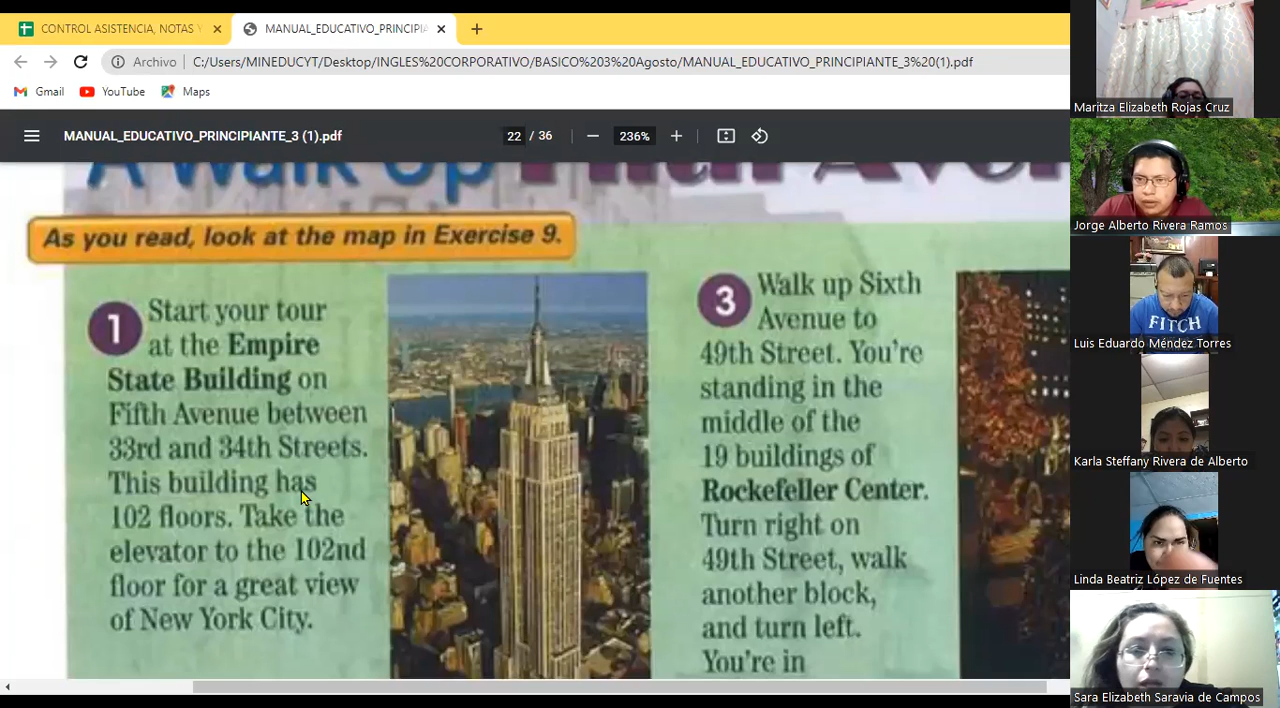 CONTROL ASISTENCIA, NOTAS Y
MANUAL_EDUCATIVO_PRINCIPIA
Archivo
C:/Users/MINEDUCYT/Desktop/INGLES%20CORPORATIVO/BASICO%203%20Agosto/MANUAL_EDUCATIVO_PRINCIPIANTE_3%20(1).pdf
Gmail
YouTube
Maps
MANUAL_EDUCATIVO_PRINCIPIANTE_3 (1).pdf
22 / 36
236%
A Walk Up Fifth Aven
As you read, look at the map in Exercise 9.
1 Start your tour
at the Empire
State Building on
Fifth Avenue between
33rd and 34th Streets.
This building has
102 floors. Take the
elevator to the 102nd
floor for a great view
of New York City.
3 Walk up Sixth
Avenue to
49th Street. You're
standing in the
middle of the
19 buildings of
Rockefeller Center.
Turn right on
49th Street, walk
another block,
and turn left.
You're in
Maritza Elizabeth Rojas Cruz
Jorge Alberto Rivera Ramos
FITCH
Luis Eduardo Méndez Torres
Karla Steffany Rivera de Alberto
Linda Beatriz López de Fuentes
Sara Elizabeth Saravia de Campos